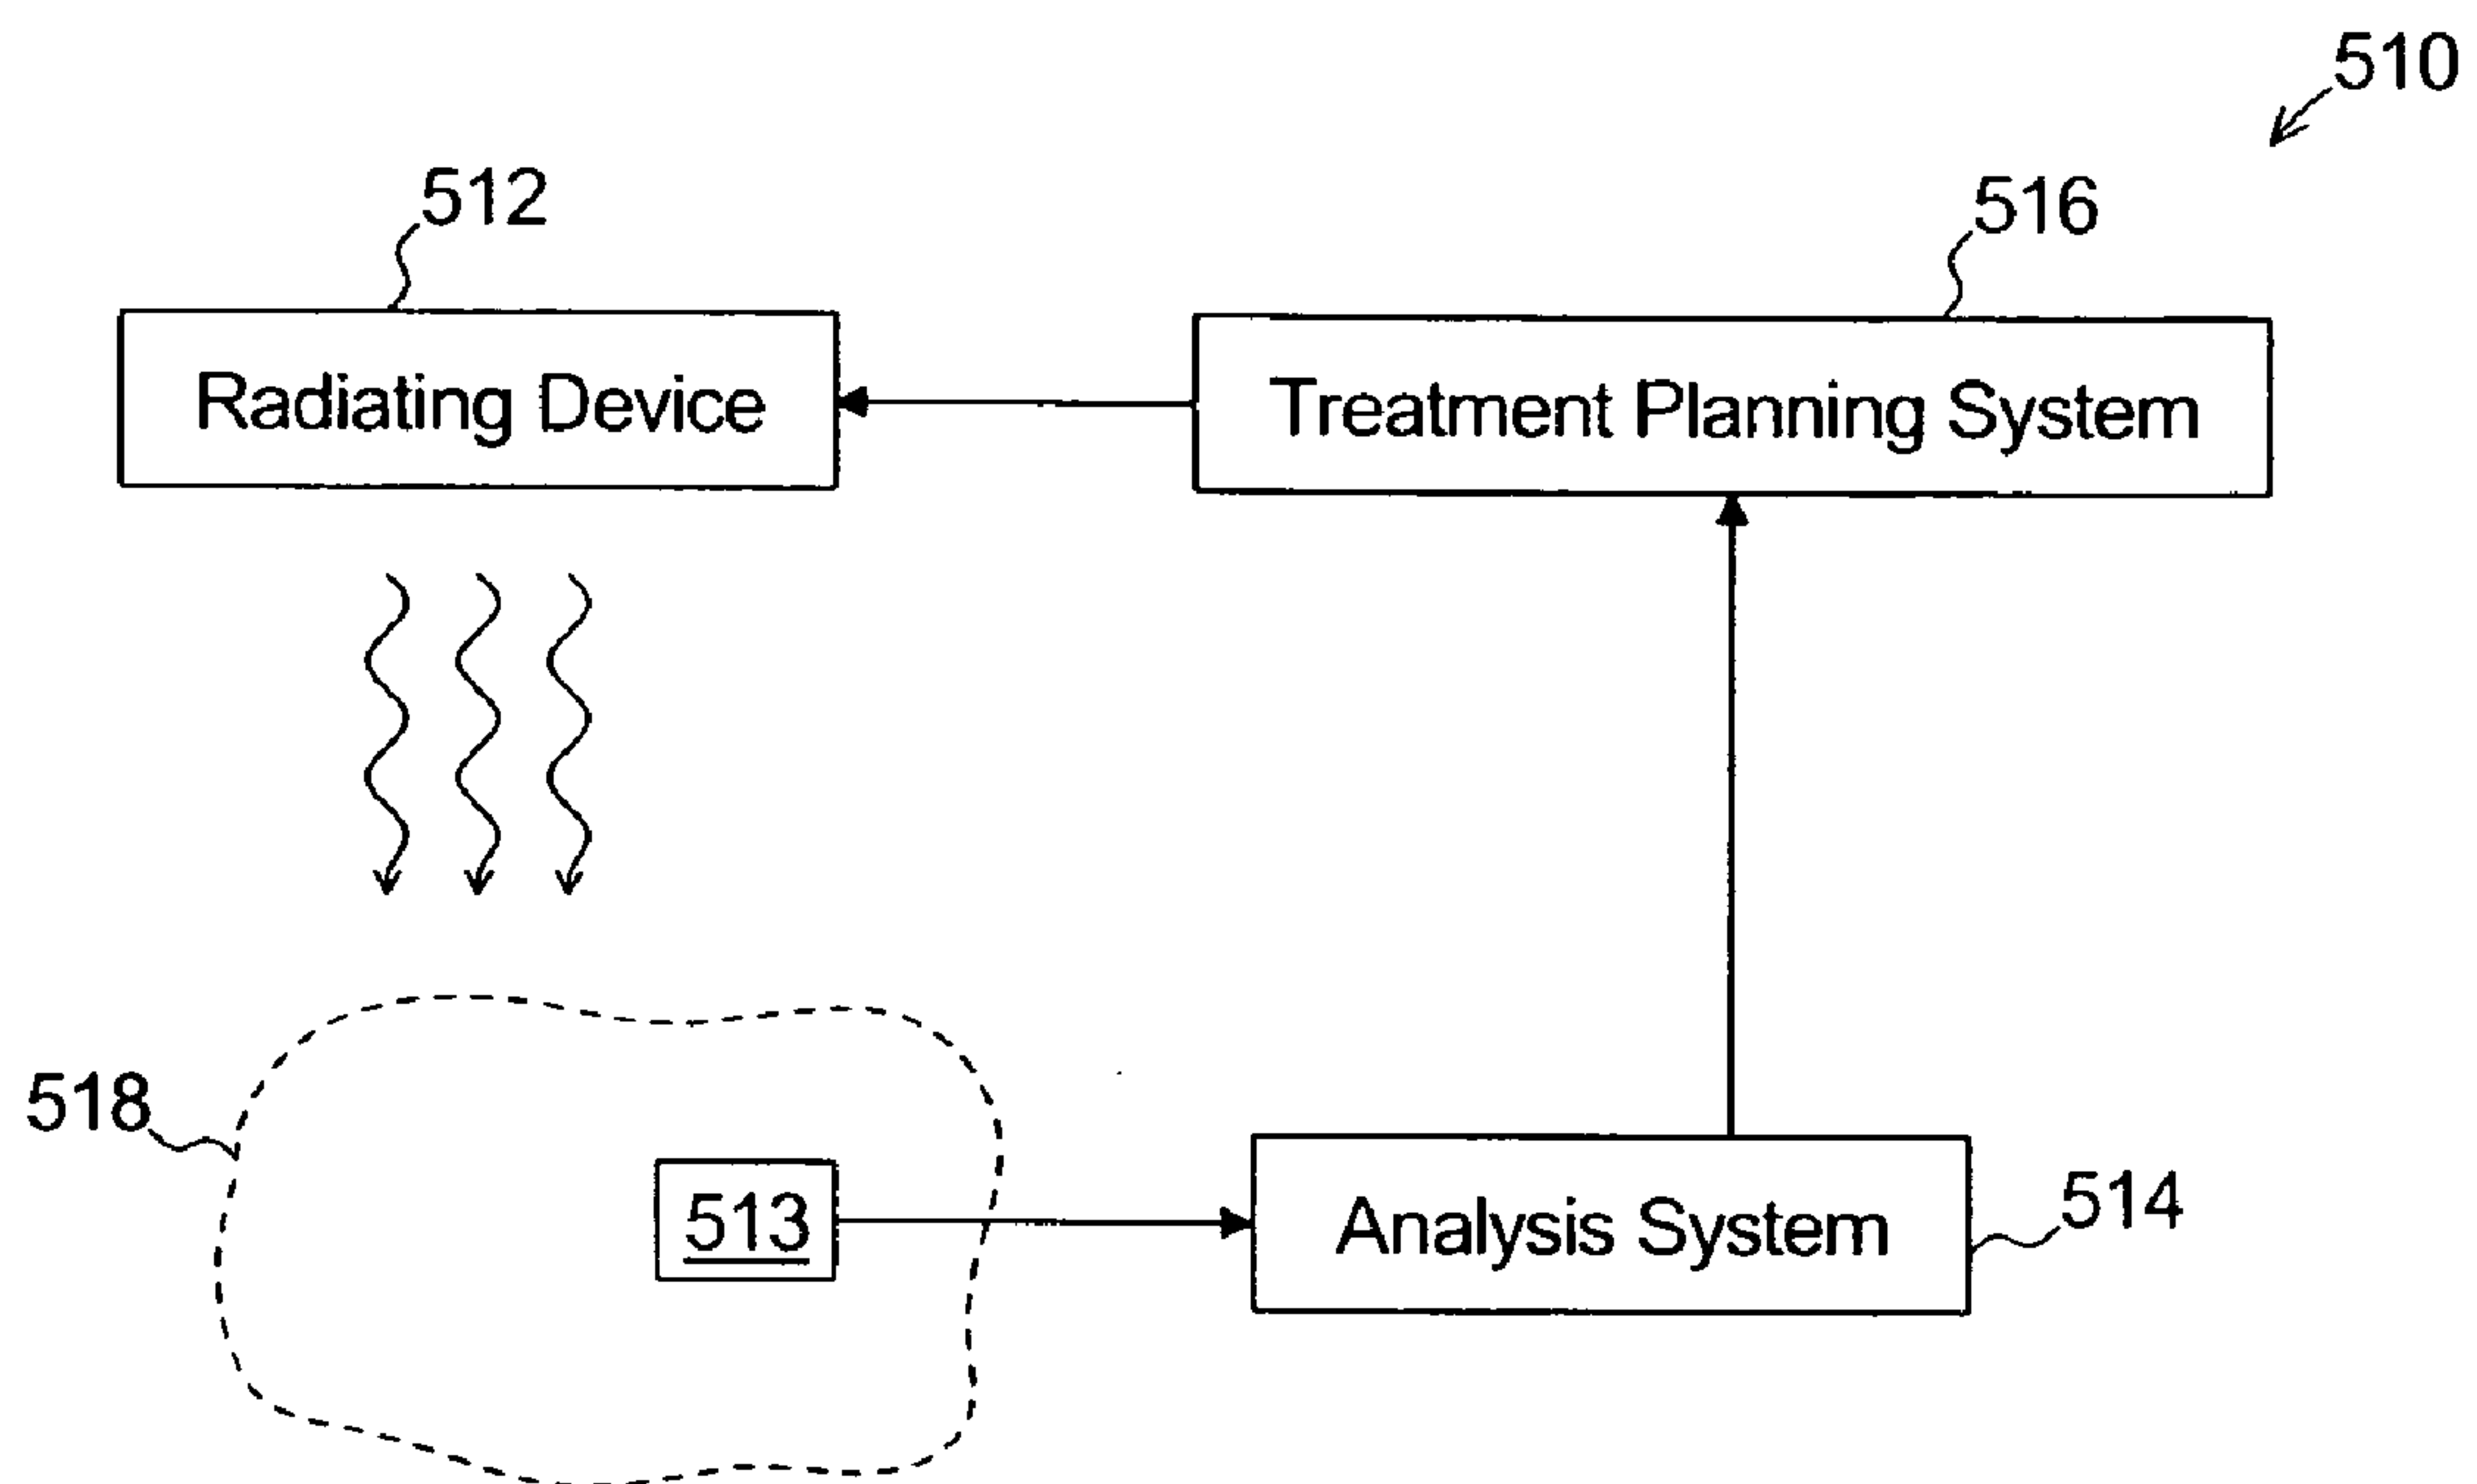 510
512
516
Radiating Device
Treatment Planning System
518
513
Analysis System
514